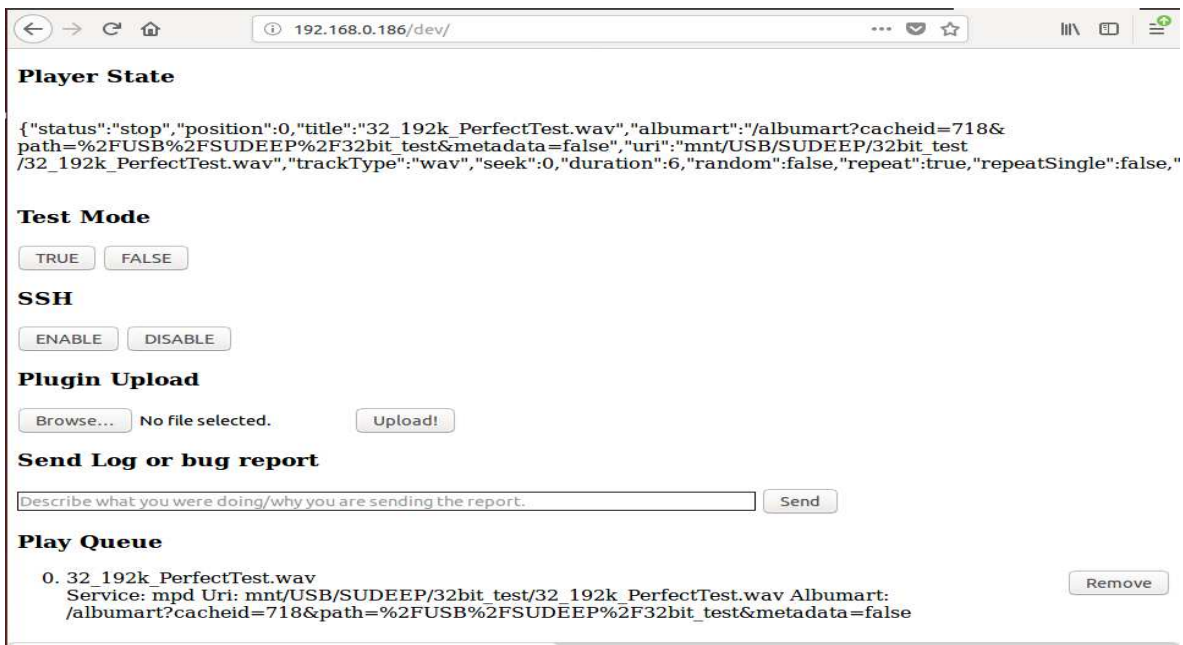 192.168.0.186/dev/
Player State
{"status":"stop","position":0,"title":"32_192k_PerfectTest.wav","albumart":"/albumart?cacheid=718&
path=%2FUSB%2FSUDEEP%2F32bit_test&metadata=false","uri":"mnt/USB/SUDEEP/32bit_test
/32_192k_PerfectTest.wav","trackType":"wav","seek":0,"duration":6,"random":false,"repeat":true,"repeatSingle":false,"
Test Mode
TRUE FALSE
SSH
ENABLE DISABLE
Plugin Upload
Browse... No file selected. Upload!
Send Log or bug report
Describe what you were doing/why you are sending the report. Send
Play Queue
0. 32_192k_PerfectTest.wav Remove
Service: mpd Uri: mnt/USB/SUDEEP/32bit_test/32_192k_PerfectTest.wav Albumart:
/albumart?cacheid=718&path=%2FUSB%2FSUDEEP%2F32bit_test&metadata=false